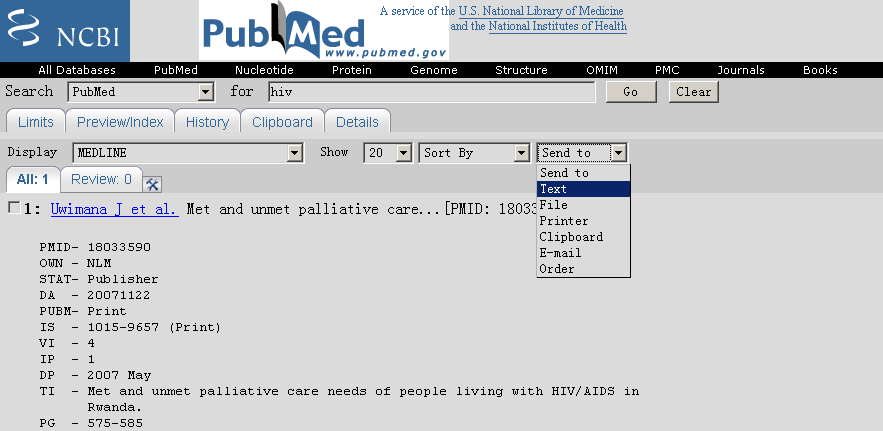 NCBI
PubMed
www.pubmed.gov
A service of the U.S. National Library of Medicine
and the National Institutes of Health
All Databases PubMed Nucleotide Protein Genome Structure OMIM PMC Journals Books
Search PubMed for hiv Go Clear
Limits Preview/Index History Clipboard Details
Display MEDLINE Show 20 Sort By Send to
Send to
Text
File
Printer
Clipboard
E-mail
Order
All: 1 Review: 0
1: Uwimana J et al. Met and unmet palliative care...[PMID: 18033
PMID- 18033590
OWN - NLM
STAT- Publisher
DA - 20071122
PUBM- Print
IS - 1015-9657 (Print)
VI - 4
IP - 1
DP - 2007 May
TI - Met and unmet palliative care needs of people living with HIV/AIDS in
Rwanda.
PG - 575-585